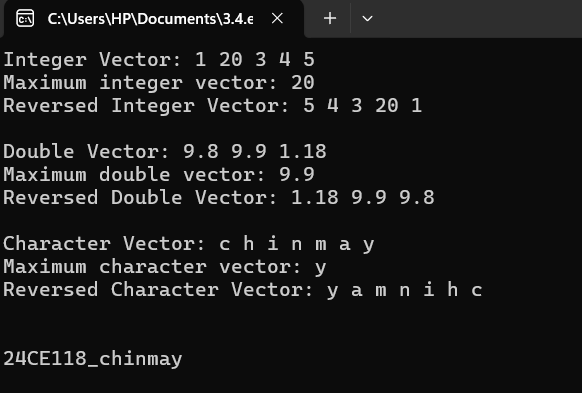 C:\Users\HP\Documents\3.4.e
Integer Vector: 1 20 3 4 5
Maximum integer vector: 20
Reversed Integer Vector: 5 4 3 20 1
Double Vector: 9.8 9.9 1.18
Maximum double vector: 9.9
Reversed Double Vector: 1.18 9.9 9.8
Character Vector: c h i n m a y
Maximum character vector: y
Reversed Character Vector: y a m n i h c
24CE118_chinmay